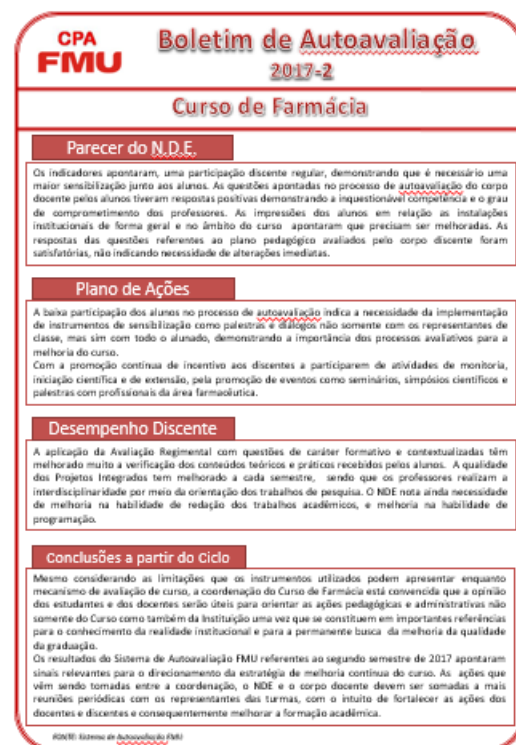 CPA
FMU
Boletim de Autoavaliação
2017-2
Curso de Farmácia
Parecer do N.D.E.
Os indicadores apontaram, uma participação discente regular, demonstrando que é necessário uma
maior sensibilização junto aos alunos. As questões apontadas no processo de autoavaliação do corpo
docente pelos alunos tiveram respostas positivas demonstrando a inquestionável competência e o grau
de comprometimento dos professores. As impressões dos alunos em relação as instalações
institucionais de forma geral e no âmbito do curso apontaram que precisam ser melhoradas. As
respostas das questões referentes ao plano pedagógico avaliados pelo corpo discente foram
satisfatórias, não indicando necessidade de alterações imediatas.
Plano de Ações
A baixa participação dos alunos no processo de autoavaliação indica a necessidade da implementação
de instrumentos de sensibilização como palestras e diálogos não somente com os representantes de
classe, mas sim com todo o alunado, demonstrando a importância dos processos avaliativos para a
melhoria do curso.
Com a promoção contínua de incentivo aos discentes a participarem de atividades de monitoria,
iniciação científica e de extensão, pela promoção de eventos como seminários, simpósios científicos e
palestras com profissionais da área farmacêutica.
Desempenho Discente
A aplicação da Avaliação Regimental com questões de caráter formativo e contextualizadas têm
melhorado muito a verificação dos conteúdos teóricos e práticos recebidos pelos alunos. A qualidade
dos Projetos Integrados tem melhorado a cada semestre, sendo que os professores realizam a
interdisciplinaridade por meio da orientação dos trabalhos de pesquisa. O NDE nota ainda necessidade
de melhoria na habilidade de redação dos trabalhos acadêmicos, e melhoria na habilidade de
programação.
Conclusões a partir do Ciclo
Mesmo considerando as limitações que os instrumentos utilizados podem apresentar enquanto
mecanismo de avaliação de curso, a coordenação do Curso de Farmácia está convencida que a opinião
dos estudantes e dos docentes serão úteis para orientar as ações pedagógicas e administrativas não
somente do Curso como também da Instituição uma vez que se constituem em importantes referências
para o conhecimento da realidade institucional e para a permanente busca da melhoria da qualidade
da graduação.
Os resultados do Sistema de Autoavaliação FMU referentes ao segundo semestre de 2017 apontaram
sinais relevantes para o direcionamento da estratégia de melhoria contínua do curso. As ações que
vêm sendo tomadas entre a coordenação, o NDE e o corpo docente devem ser somadas a mais
reuniões periódicas com os representantes das turmas, com o intuito de fortalecer as ações dos
docentes e discentes e consequentemente melhorar a formação acadêmica.
FONTE: Sistema de Autoavaliação FMU